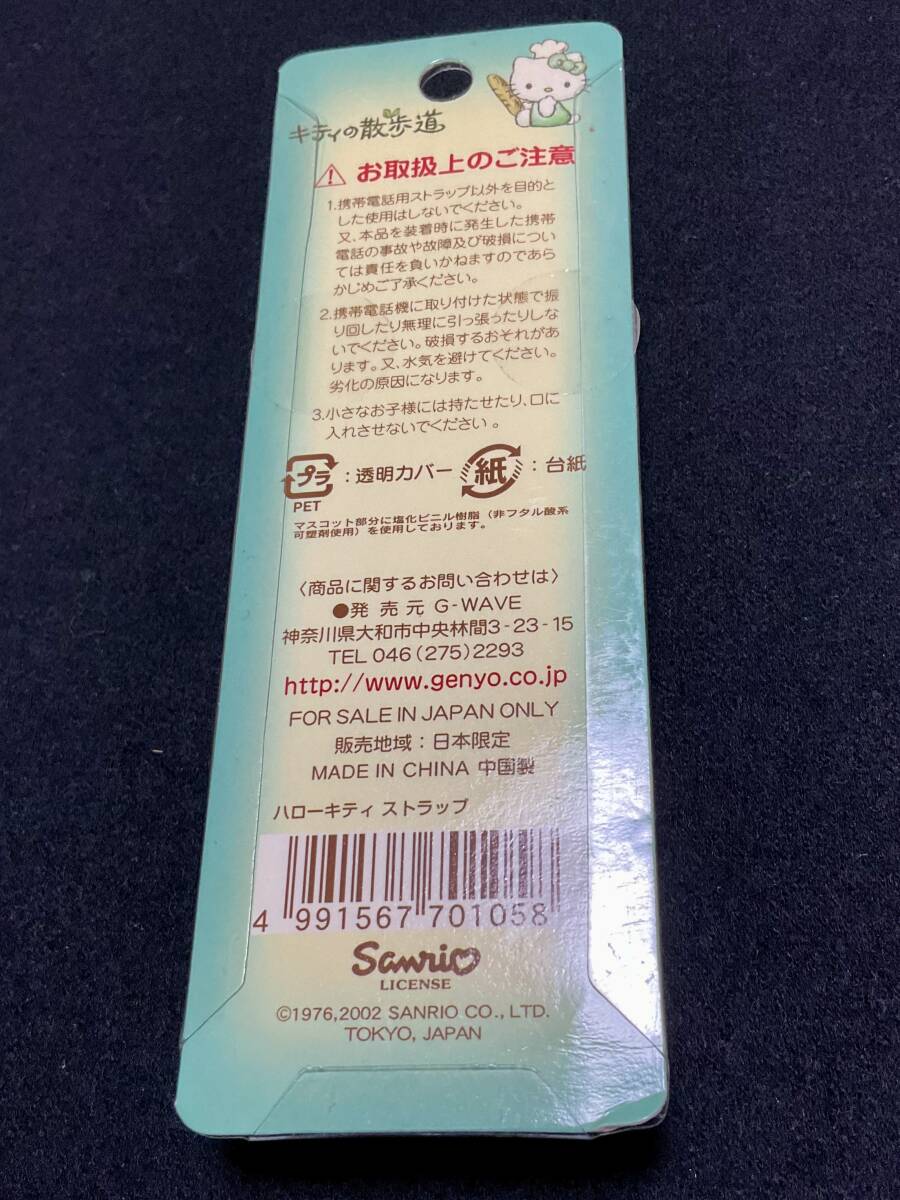 キティの散歩道
お取扱上のご注意
1.携帯電話用ストラップ以外を目的と
した使用はしないでください。
又、本品を装着時に発生した携帯
電話の事故や故障及び破損につい
ては責任を負いかねますのであら
かじめご了承ください。
2.携帯電話機に取り付けた状態で振
り回したり無理に引っ張ったりしな
いでください。破損するおそれがあ
ります。又、水気を避けてください。
劣化の原因になります。
3.小さなお子様には持たせたり、口に
入れさせないでください。
プラ:透明カバー 紙:台紙
PET
マスコット部分に塩化ビニル樹脂(非フタル酸系
可塑剤使用)を使用しております。
〈商品に関するお問い合わせは〉
●発売元 G-WAVE
神奈川県大和市中央林間3-23-15
TEL 046(275)2293
http://www.genyo.co.jp
FOR SALE IN JAPAN ONLY
販売地域:日本限定
MADE IN CHINA 中国製
ハローキティ ストラップ
4 991567 701058
Sanrio
LICENSE
©1976,2002 SANRIO CO., LTD.
TOKYO, JAPAN